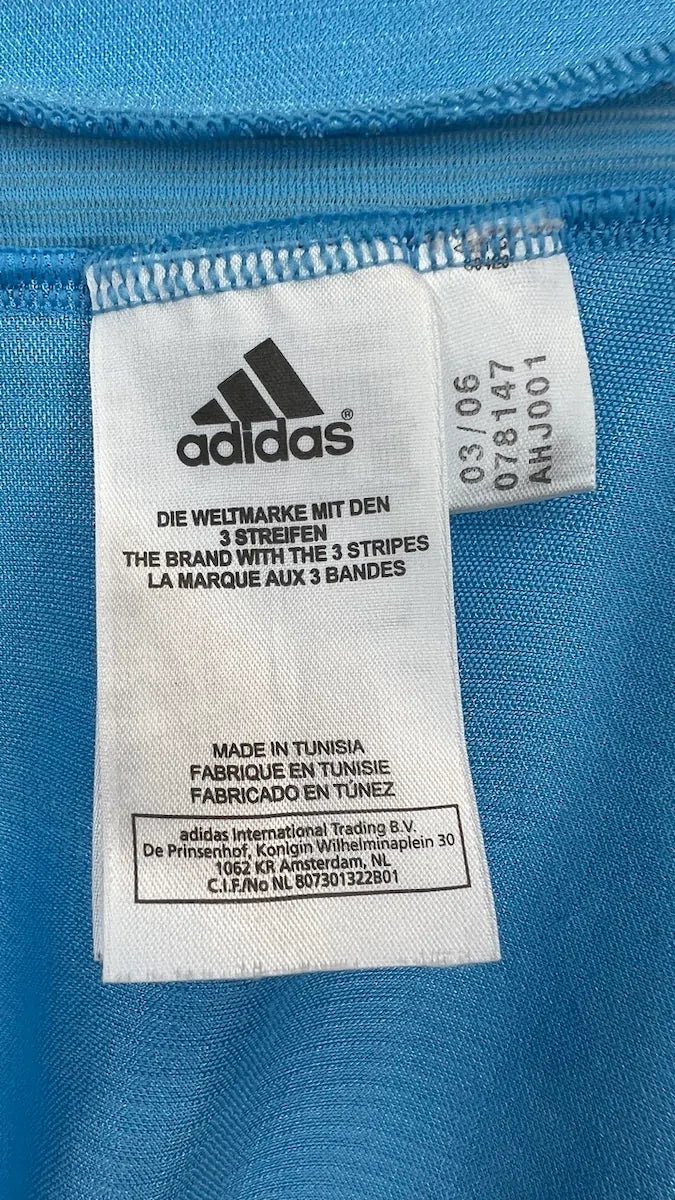 adidas®
DIE WELTMARKE MIT DEN
3 STREIFEN
THE BRAND WITH THE 3 STRIPES
LA MARQUE AUX 3 BANDES
MADE IN TUNISIA
FABRIQUE EN TUNISIE
FABRICADO EN TÚNEZ
adidas International Trading B.V.
De Prinsenhof, Konigin Wilhelminaplein 30
1062 KR Amsterdam, NL
C.I.F./No NL 807301322B01
03/06
078147
AHJ001